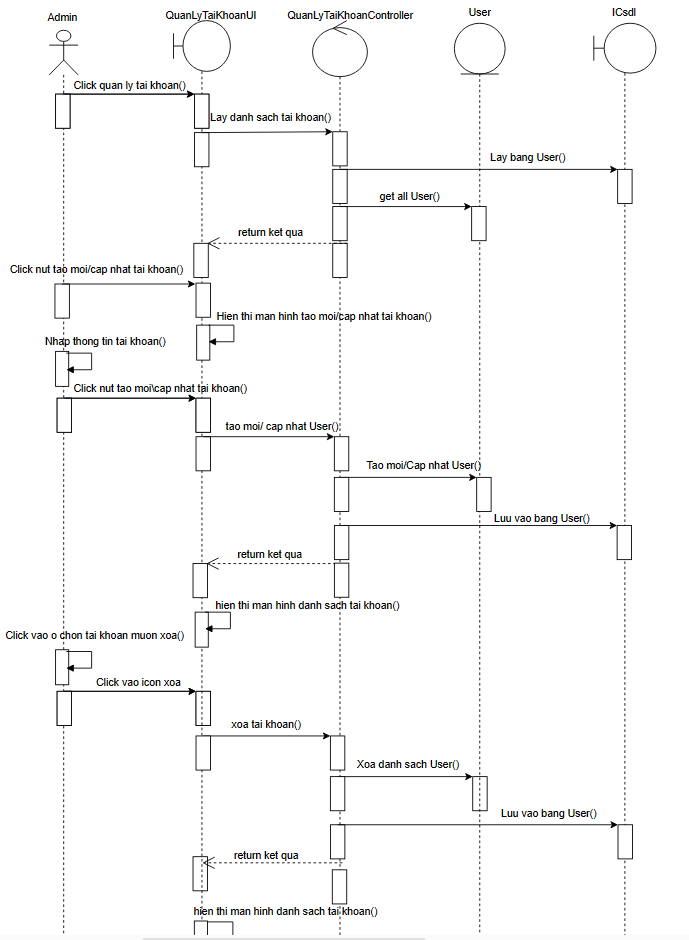 Admin
QuanLyTaiKhoanUI
QuanLyTaiKhoanController
User
ICsdl
Click quan ly tai khoan()
Lay danh sach tai khoan()
Lay bang User()
get all User()
return ket qua
Click nut tao moi/cap nhat tai khoan()
Hien thi man hinh tao moi/cap nhat tai khoan()
Nhap thong tin tai khoan()
Click nut tao moi\cap nhat tai khoan()
tao moi/ cap nhat User()
Tao moi/Cap nhat User()
Luu vao bang User()
return ket qua
hien thi man hinh danh sach tai khoan()
Click vao o chon tai khoan muon xoa()
Click vao icon xoa
xoa tai khoan()
Xoa danh sach User()
Luu vao bang User()
return ket qua
hien thi man hinh danh sach tai khoan()